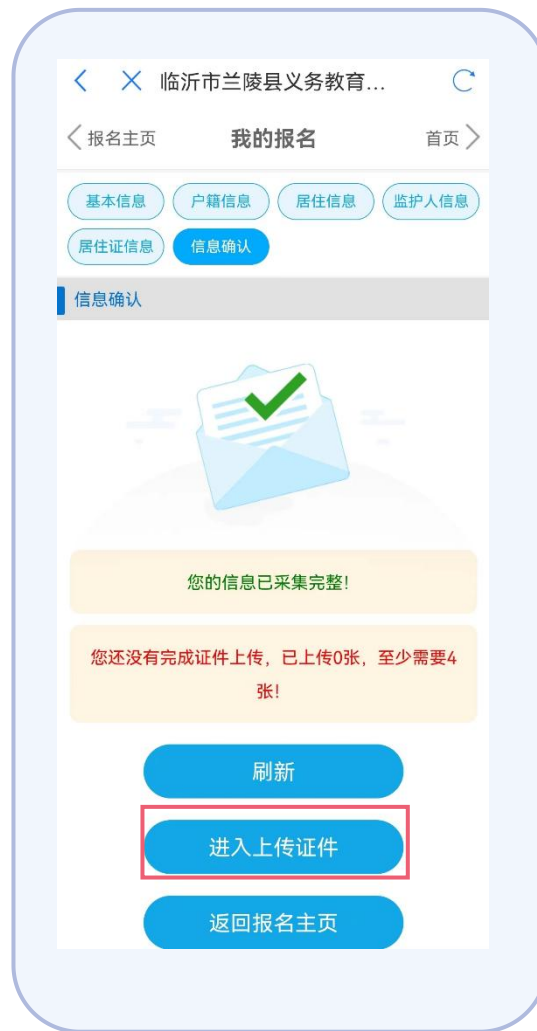 临沂市兰陵县义务教育...
报名主页 我的报名 首页
基本信息 户籍信息 居住信息 监护人信息
居住证信息 信息确认
信息确认
您的信息已采集完整！
您还没有完成证件上传，已上传0张，至少需要4
张！
刷新
进入上传证件
返回报名主页